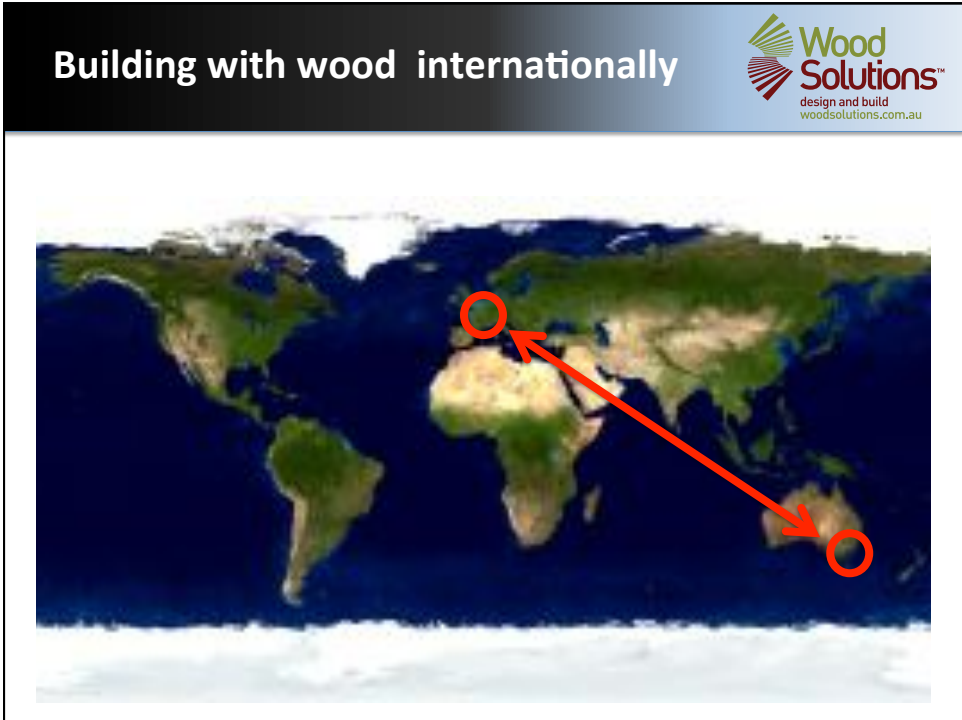 Building with wood  internationally
Wood
Solutions™
design and build
woodsolutions.com.au